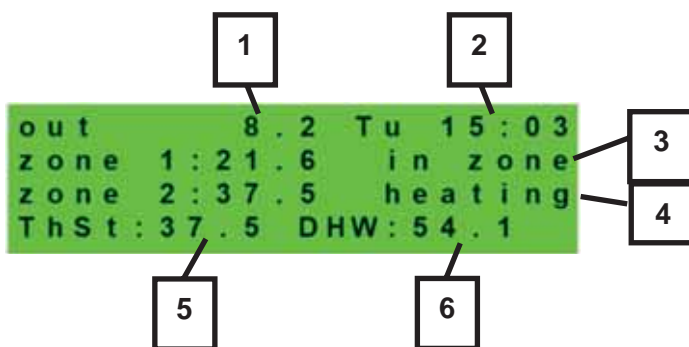 1 2
out 8.2 Tu 15:03
zone 1:21.6 in zone
3
zone 2:37.5 heating
4
ThSt:37.5 DHW:54.1
5 6